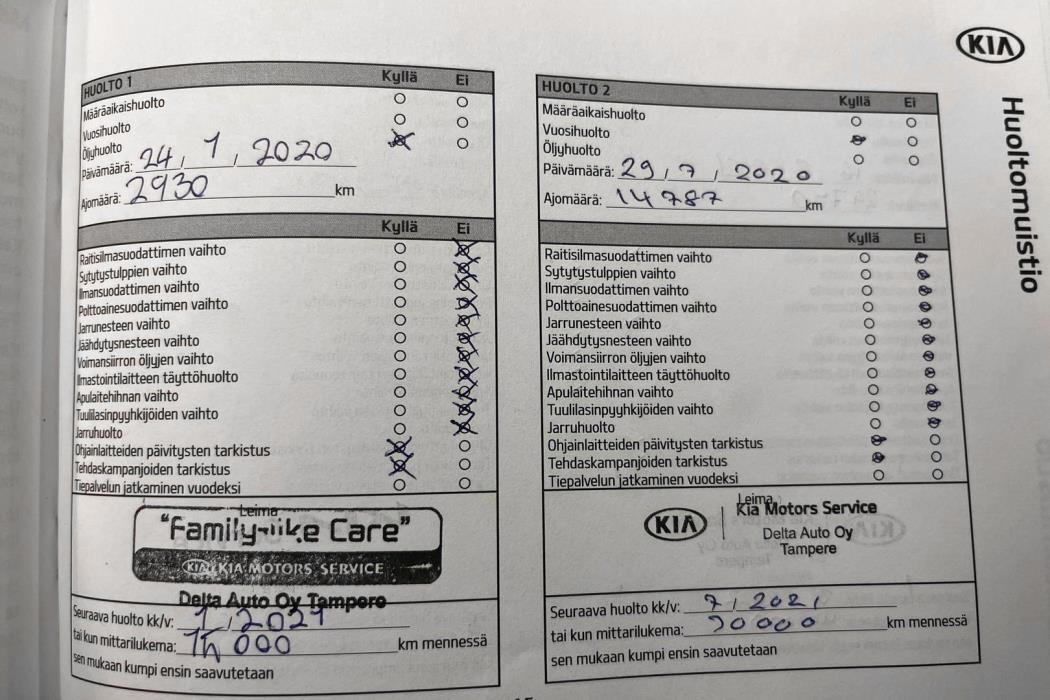 KIA
Huoltomuistio
HUOLTO 1 Kyllä Ei
Määräaikaishuolto
Vuosihuolto
Öljyhuolto
Päivämäärä: 24, 1, 2020
Ajomäärä: 2930 km
Kyllä Ei
Raitisilmasuodattimen vaihto
Sytytystulppien vaihto
Ilmansuodattimen vaihto
Polttoainesuodattimen vaihto
Jarrunesteen vaihto
Jäähdytysnesteen vaihto
Voimansiirron öljyjen vaihto
Ilmastointilaitteen täyttöhuolto
Apulaitehihnan vaihto
Tuulilasinpyyhkijöiden vaihto
Jarruhuolto
Ohjainlaitteiden päivitysten tarkistus
Tehdaskampanjoiden tarkistus
Tiepalvelun jatkaminen vuodeksi
Leima
"Family-like Care"
KIA KIA MOTORS SERVICE
Delta Auto Oy Tampere
Seuraava huolto kk/v: 1, 2021
tai kun mittarilukema: 000 km mennessä
sen mukaan kumpi ensin saavutetaan
HUOLTO 2 Kyllä Ei
Määräaikaishuolto
Vuosihuolto
Öljyhuolto
Päivämäärä: 29, 7, 2020
Ajomäärä: 14787 km
Kyllä Ei
Raitisilmasuodattimen vaihto
Sytytystulppien vaihto
Ilmansuodattimen vaihto
Polttoainesuodattimen vaihto
Jarrunesteen vaihto
Jäähdytysnesteen vaihto
Voimansiirron öljyjen vaihto
Ilmastointilaitteen täyttöhuolto
Apulaitehihnan vaihto
Tuulilasinpyyhkijöiden vaihto
Jarruhuolto
Ohjainlaitteiden päivitysten tarkistus
Tehdaskampanjoiden tarkistus
Tiepalvelun jatkaminen vuodeksi
Leima
KIA Kia Motors Service
Delta Auto Oy
Tampere
Seuraava huolto kk/v: 7, 2021
tai kun mittarilukema: km mennessä
sen mukaan kumpi ensin saavutetaan